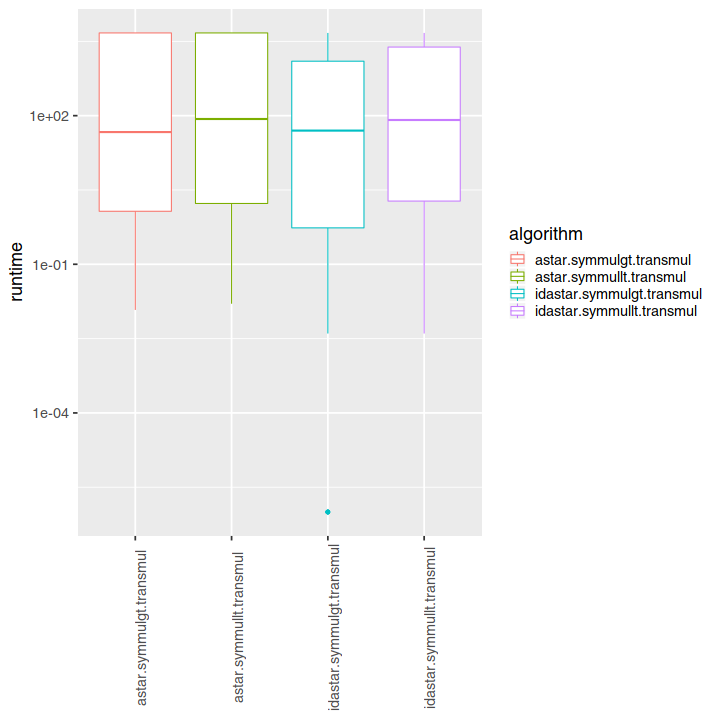 1e+02
1e-01
1e-04
runtime
astar.symmulgt.transmul
astar.symmullt.transmul
idastar.symmulgt.transmul
idastar.symmullt.transmul
algorithm
astar.symmulgt.transmul
astar.symmullt.transmul
idastar.symmulgt.transmul
idastar.symmullt.transmul